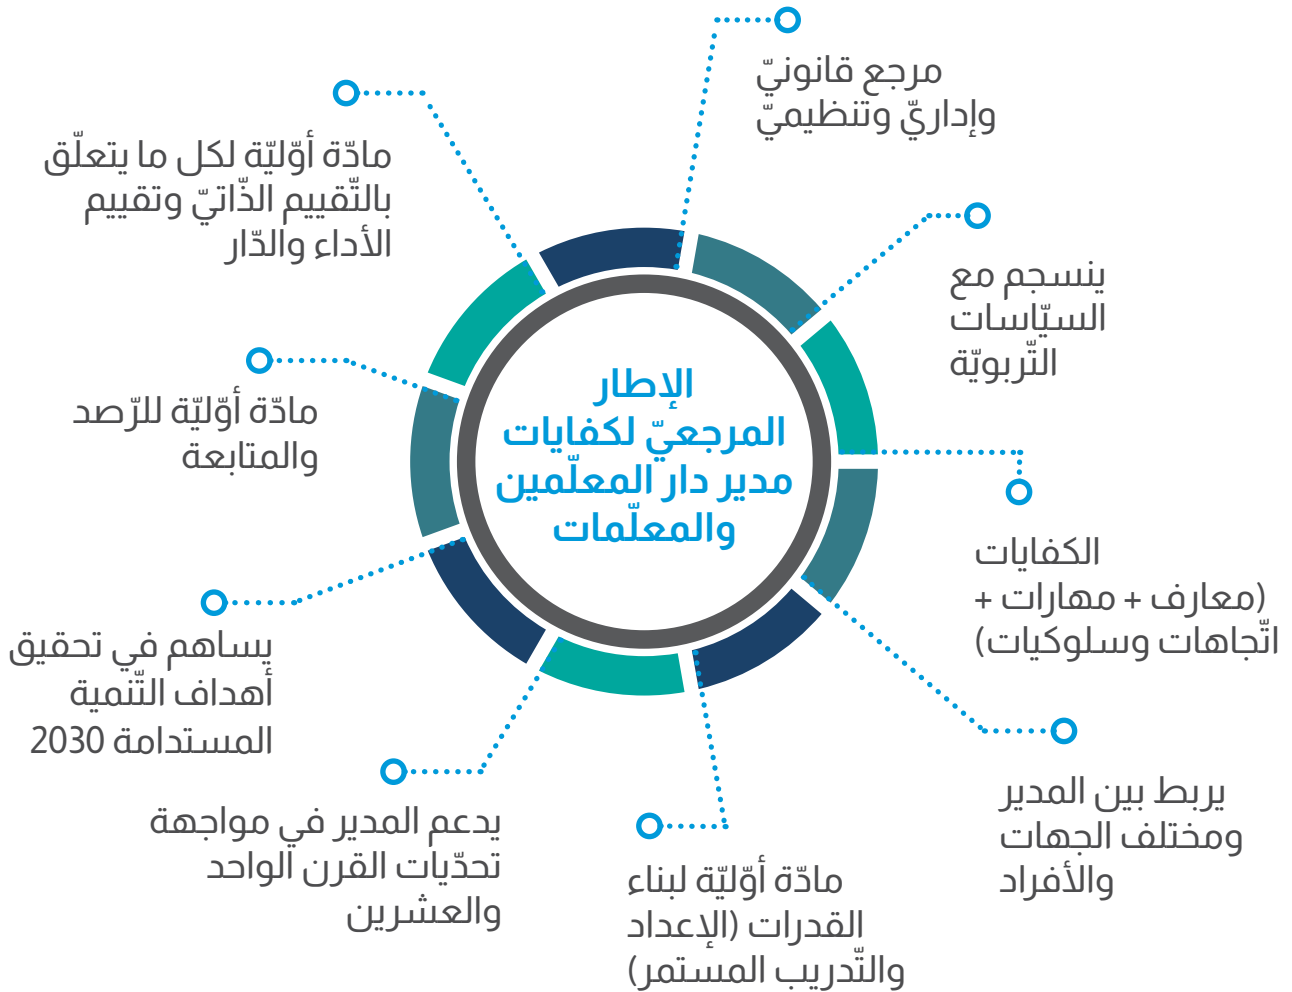 الإطار
المرجعيّ لكفايات
مدير دار المعلّمين
والمعلّمات
مرجع قانونيّ
وإداريّ وتنظيميّ
ينسجم مع
السيّاسات
التّربويّة
الكفايات
(معارف + مهارات +
اتّجاهات وسلوكيات)
يربط بين المدير
ومختلف الجهات
والأفراد
مادّة أوّليّة لبناء
القدرات (الإعداد
والتّدريب المستمر)
يدعم المدير في مواجهة
تحدّيات القرن الواحد
والعشرين
يساهم في تحقيق
أهداف التّنمية
المستدامة 2030
مادّة أوّليّة للرّصد
والمتابعة
مادّة أوّليّة لكل ما يتعلّق
بالتّقييم الذّاتيّ وتقييم
الأداء والدّار